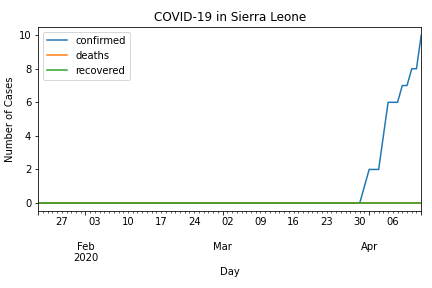 COVID-19 in Sierra Leone
confirmed
deaths
recovered
Number of Cases
10
8
6
4
2
0
27 03 10 17 24 02 09 16 23 30 06
Feb Mar Apr
2020
Day